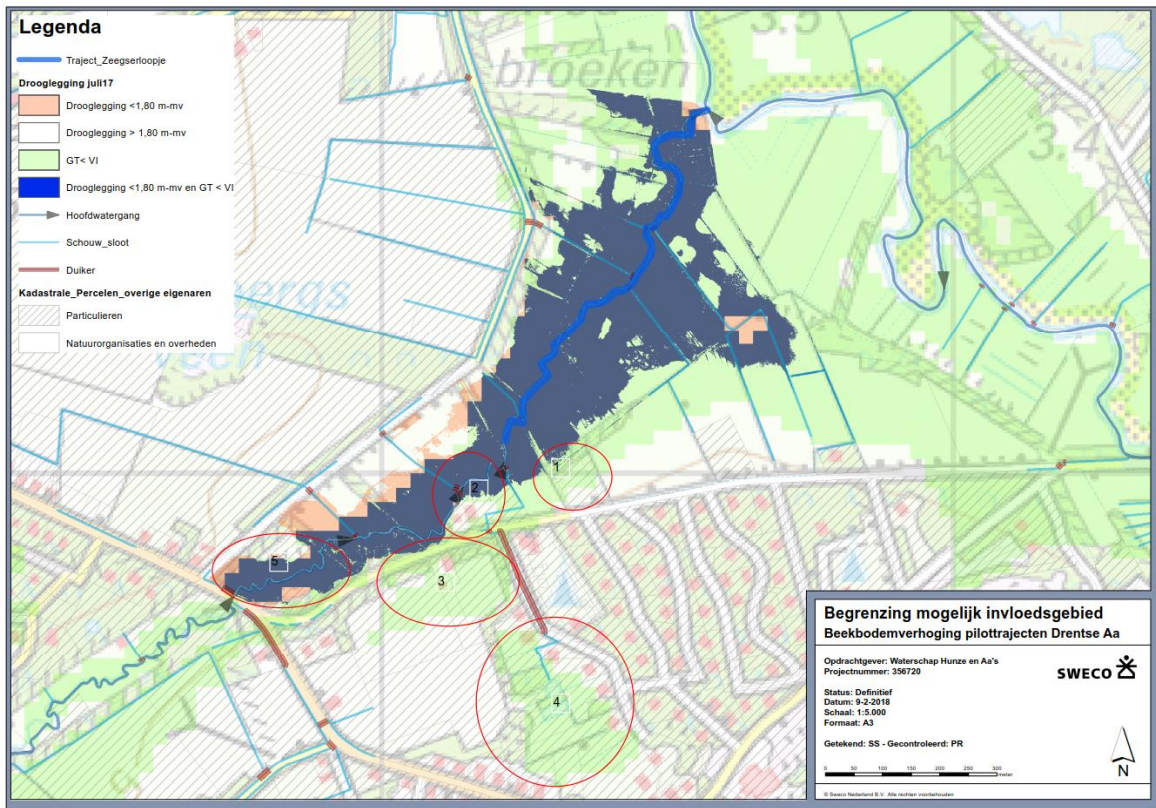 Legenda
Traject_Zeegserloopje
Drooglegging juli17
Drooglegging <1,80 m-mv
Drooglegging > 1,80 m-mv
GT< VI
Drooglegging <1,80 m-mv en GT < VI
Hoofdwatergang
Schouw_sloot
Duiker
Kadastrale_Percelen_overige eigenaren
Particulieren
Natuurorganisaties en overheden
3.5
broeken
3.4
veen
1
2
3
4
5
Begrenzing mogelijk invloedsgebied
Beekbodemverhoging pilottrajecten Drentse Aa
Opdrachtgever: Waterschap Hunze en Aa's
Projectnummer: 356720
SWECO
Status: Definitief
Datum: 9-2-2018
Schaal: 1:5.000
Formaat: A3
Getekend: SS - Gecontroleerd: PR
0 50 100 150 200 300
meter
N
© Sweco Nederland B.V. Alle rechten voorbehouden